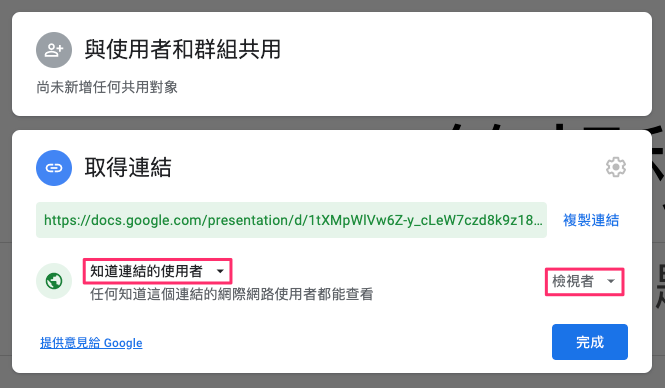 與使用者和群組共用
尚未新增任何共用對象
取得連結
https://docs.google.com/presentation/d/1tXMpWlVw6Z-y_cLeW7czd8k9z18...
複製連結
知道連結的使用者
檢視者
任何知道這個連結的網際網路使用者都能查看
提供意見給 Google
完成